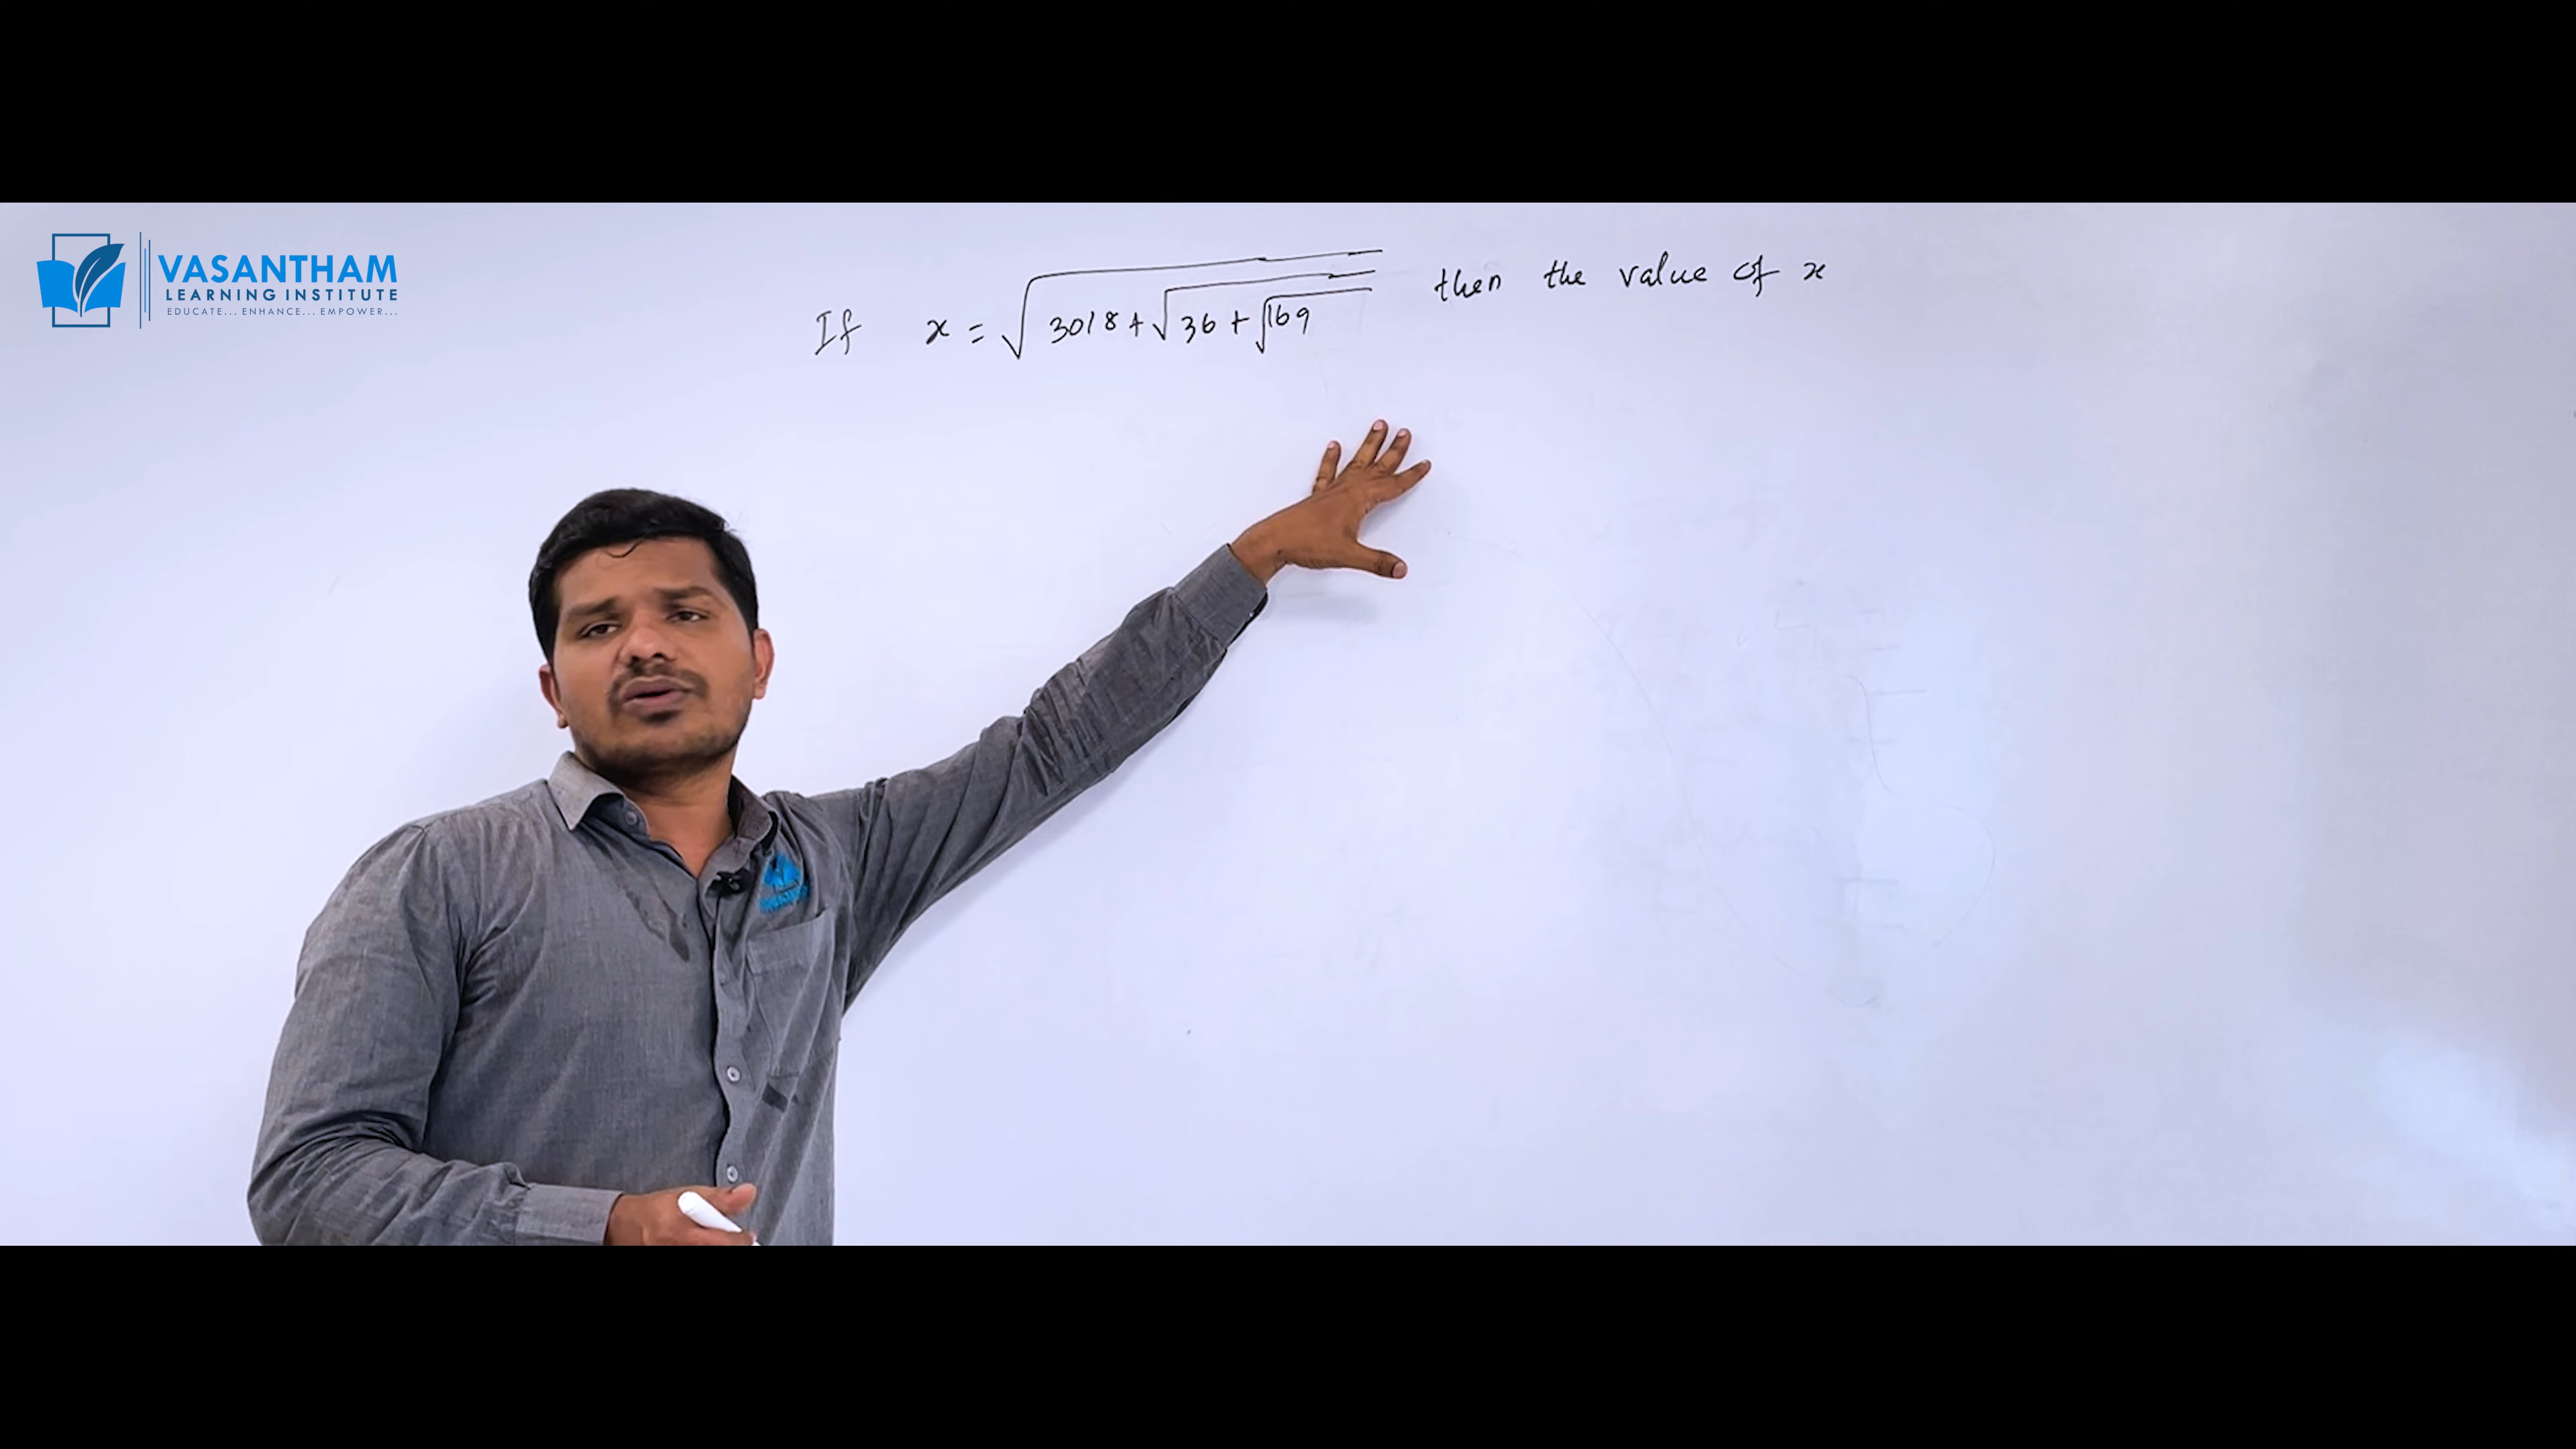 VASANTHAM
LEARNING INSTITUTE
EDUCATE... ENHANCE... EMPOWER...
If x = √(3018 + √(36 + √169)) then the value of x